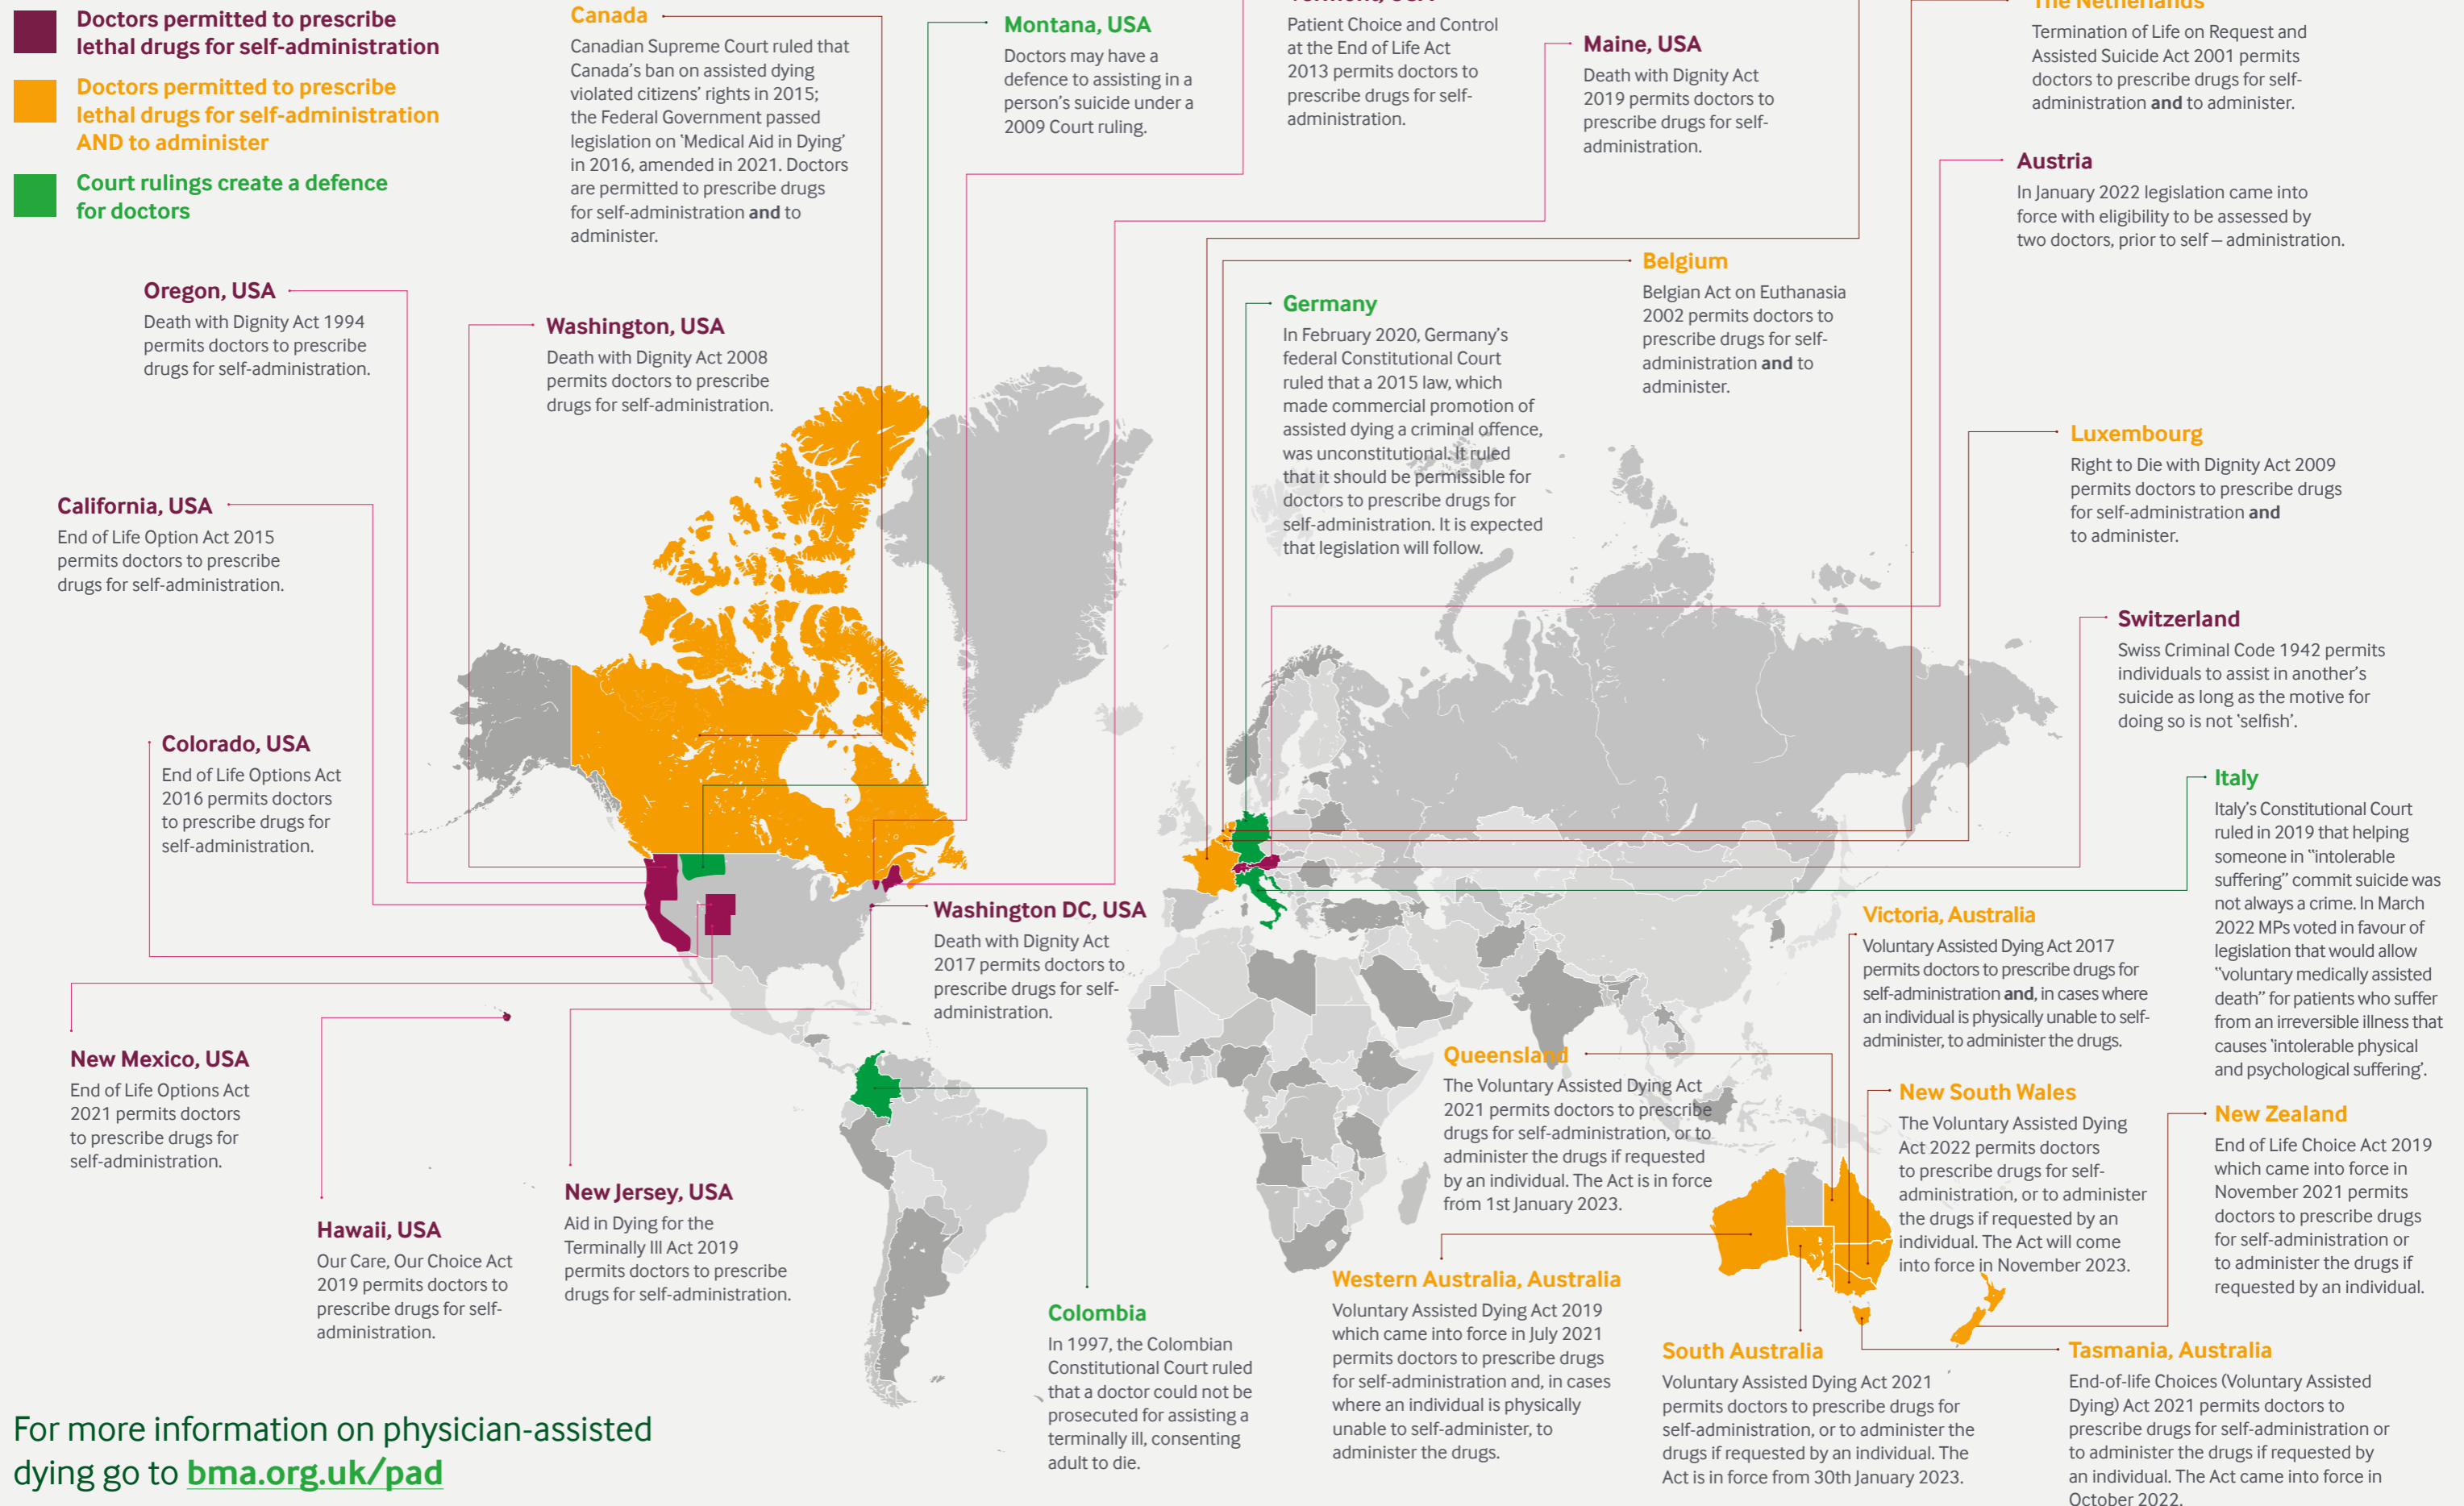 Doctors permitted to prescribe
lethal drugs for self-administration
Doctors permitted to prescribe
lethal drugs for self-administration
AND to administer
Court rulings create a defence
for doctors
Canada
Canadian Supreme Court ruled that
Canada's ban on assisted dying
violated citizens' rights in 2015;
the Federal Government passed
legislation on 'Medical Aid in Dying'
in 2016, amended in 2021. Doctors
are permitted to prescribe drugs
for self-administration and to
administer.
Montana, USA
Doctors may have a
defence to assisting in a
person's suicide under a
2009 Court ruling.
Vermont, USA
Patient Choice and Control
at the End of Life Act
2013 permits doctors to
prescribe drugs for self-
administration.
Maine, USA
Death with Dignity Act
2019 permits doctors to
prescribe drugs for self-
administration.
The Netherlands
Termination of Life on Request and
Assisted Suicide Act 2001 permits
doctors to prescribe drugs for self-
administration and to administer.
Austria
In January 2022 legislation came into
force with eligibility to be assessed by
two doctors, prior to self – administration.
Oregon, USA
Death with Dignity Act 1994
permits doctors to prescribe
drugs for self-administration.
Washington, USA
Death with Dignity Act 2008
permits doctors to prescribe
drugs for self-administration.
Germany
In February 2020, Germany's
federal Constitutional Court
ruled that a 2015 law, which
made commercial promotion of
assisted dying a criminal offence,
was unconstitutional. It ruled
that it should be permissible for
doctors to prescribe drugs for
self-administration. It is expected
that legislation will follow.
Belgium
Belgian Act on Euthanasia
2002 permits doctors to
prescribe drugs for self-
administration and to
administer.
Luxembourg
Right to Die with Dignity Act 2009
permits doctors to prescribe drugs
for self-administration and
to administer.
California, USA
End of Life Option Act 2015
permits doctors to prescribe
drugs for self-administration.
Switzerland
Swiss Criminal Code 1942 permits
individuals to assist in another's
suicide as long as the motive for
doing so is not 'selfish'.
Colorado, USA
End of Life Options Act
2016 permits doctors
to prescribe drugs for
self-administration.
Italy
Italy's Constitutional Court
ruled in 2019 that helping
someone in "intolerable
suffering" commit suicide was
not always a crime. In March
2022 MPs voted in favour of
legislation that would allow
"voluntary medically assisted
death" for patients who suffer
from an irreversible illness that
causes 'intolerable physical
and psychological suffering'.
Washington DC, USA
Death with Dignity Act
2017 permits doctors to
prescribe drugs for self-
administration.
Victoria, Australia
Voluntary Assisted Dying Act 2017
permits doctors to prescribe drugs for
self-administration and, in cases where
an individual is physically unable to self-
administer, to administer the drugs.
New Mexico, USA
End of Life Options Act
2021 permits doctors
to prescribe drugs for
self-administration.
Queensland
The Voluntary Assisted Dying Act
2021 permits doctors to prescribe
drugs for self-administration, or to
administer the drugs if requested
by an individual. The Act is in force
from 1st January 2023.
New South Wales
The Voluntary Assisted Dying
Act 2022 permits doctors
to prescribe drugs for self-
administration, or to administer
the drugs if requested by an
individual. The Act will come
into force in November 2023.
New Zealand
End of Life Choice Act 2019
which came into force in
November 2021 permits
doctors to prescribe drugs
for self-administration or
to administer the drugs if
requested by an individual.
Hawaii, USA
Our Care, Our Choice Act
2019 permits doctors to
prescribe drugs for self-
administration.
New Jersey, USA
Aid in Dying for the
Terminally Ill Act 2019
permits doctors to prescribe
drugs for self-administration.
Colombia
In 1997, the Colombian
Constitutional Court ruled
that a doctor could not be
prosecuted for assisting a
terminally ill, consenting
adult to die.
Western Australia, Australia
Voluntary Assisted Dying Act 2019
which came into force in July 2021
permits doctors to prescribe drugs
for self-administration and, in cases
where an individual is physically
unable to self-administer, to
administer the drugs.
South Australia
Voluntary Assisted Dying Act 2021
permits doctors to prescribe drugs for
self-administration, or to administer the
drugs if requested by an individual. The
Act is in force from 30th January 2023.
Tasmania, Australia
End-of-life Choices (Voluntary Assisted
Dying) Act 2021 permits doctors to
prescribe drugs for self-administration or
to administer the drugs if requested by
an individual. The Act came into force in
October 2022.
For more information on physician-assisted
dying go to bma.org.uk/pad